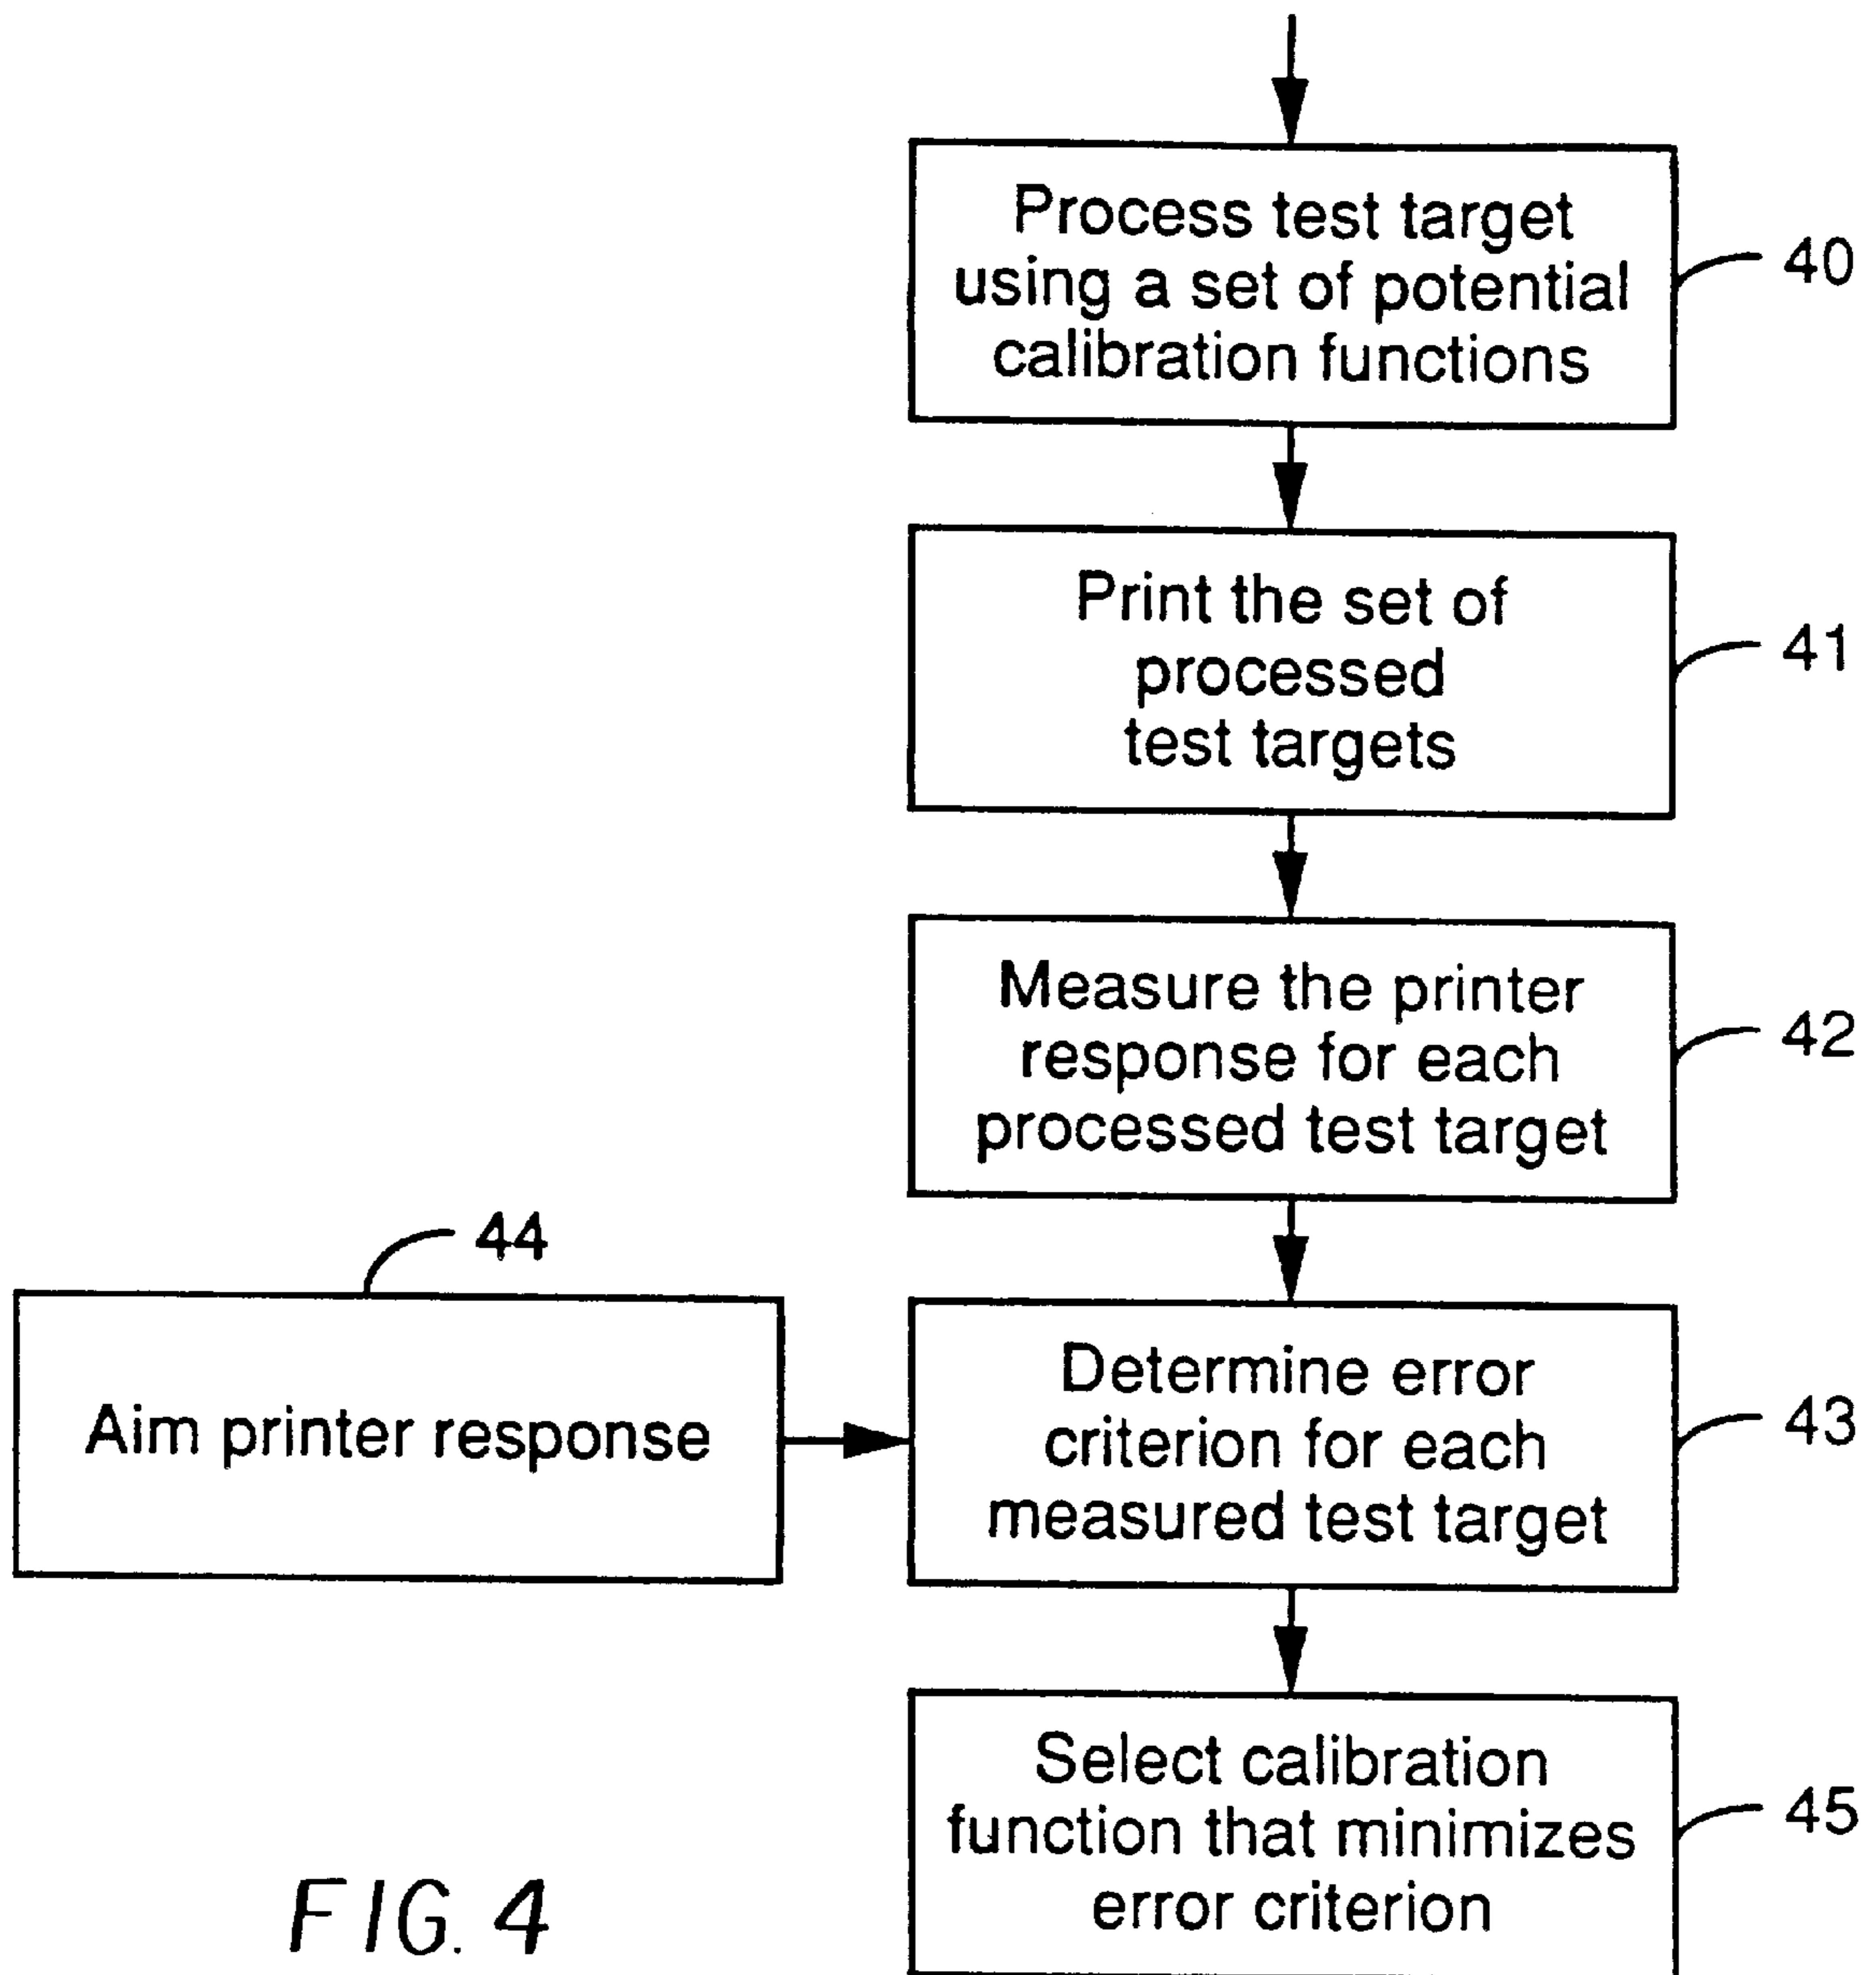 Process test target
using a set of potential
calibration functions
40
Print the set of
processed
test targets
41
Measure the printer
response for each
processed test target
42
44
Aim printer response
Determine error
criterion for each
measured test target
43
Select calibration
function that minimizes
error criterion
45
FIG. 4